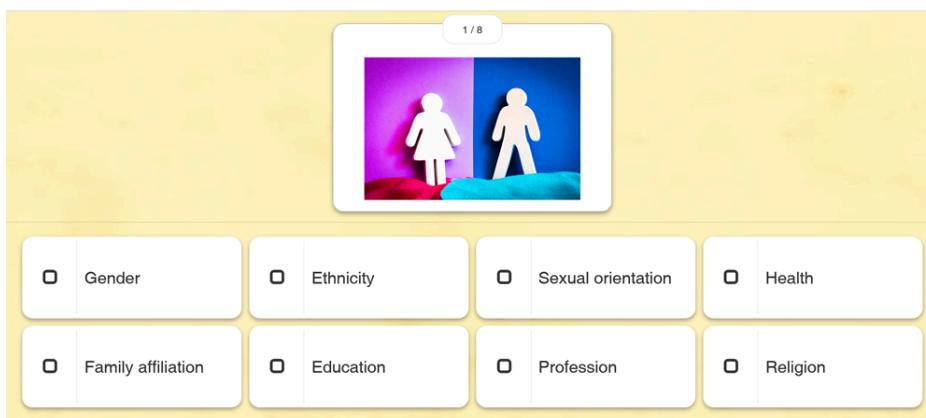 1 / 8
Gender
Ethnicity
Sexual orientation
Health
Family affiliation
Education
Profession
Religion